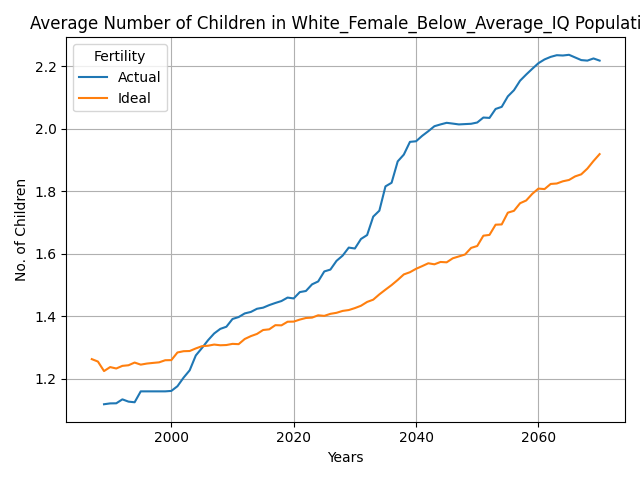 Average Number of Children in White_Female_Below_Average_IQ Populati
Fertility
Actual
Ideal
2.2
2.0
1.8
1.6
1.4
1.2
No. of Children
2000
2020
2040
2060
Years